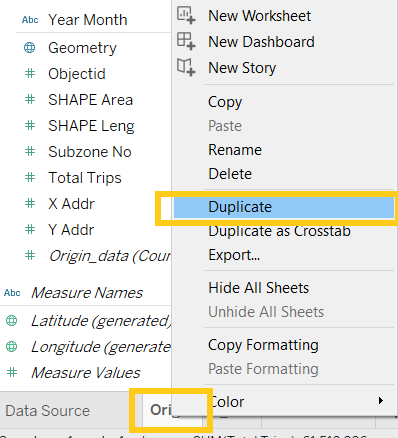 Abc Year Month
Geometry
# Objectid
# SHAPE Area
# SHAPE Leng
# Subzone No
# Total Trips
# X Addr
# Y Addr
# Origin_data (Cou
Abc Measure Names
Latitude (generated)
Longitude (generate
# Measure Values
Data Source
Orig
New Worksheet
New Dashboard
New Story
Copy
Paste
Rename
Delete
Duplicate
Duplicate as Crosstab
Export...
Hide All Sheets
Unhide All Sheets
Copy Formatting
Paste Formatting
Color